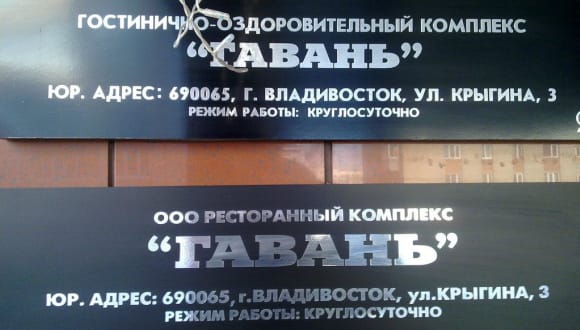 ГОСТИНИЧНО-ОЗДОРОВИТЕЛЬНЫЙ КОМПЛЕКС
“ГАВАНЬ”
ЮР. АДРЕС: 690065, Г. ВЛАДИВОСТОК, УЛ. КРЫГИНА, 3
РЕЖИМ РАБОТЫ: КРУГЛОСУТОЧНО
ООО РЕСТОРАННЫЙ КОМПЛЕКС
“ГАВАНЬ”
ЮР. АДРЕС: 690065, г.ВЛАДИВОСТОК, ул.КРЫГИНА, 3
РЕЖИМ РАБОТЫ: КРУГЛОСУТОЧНО